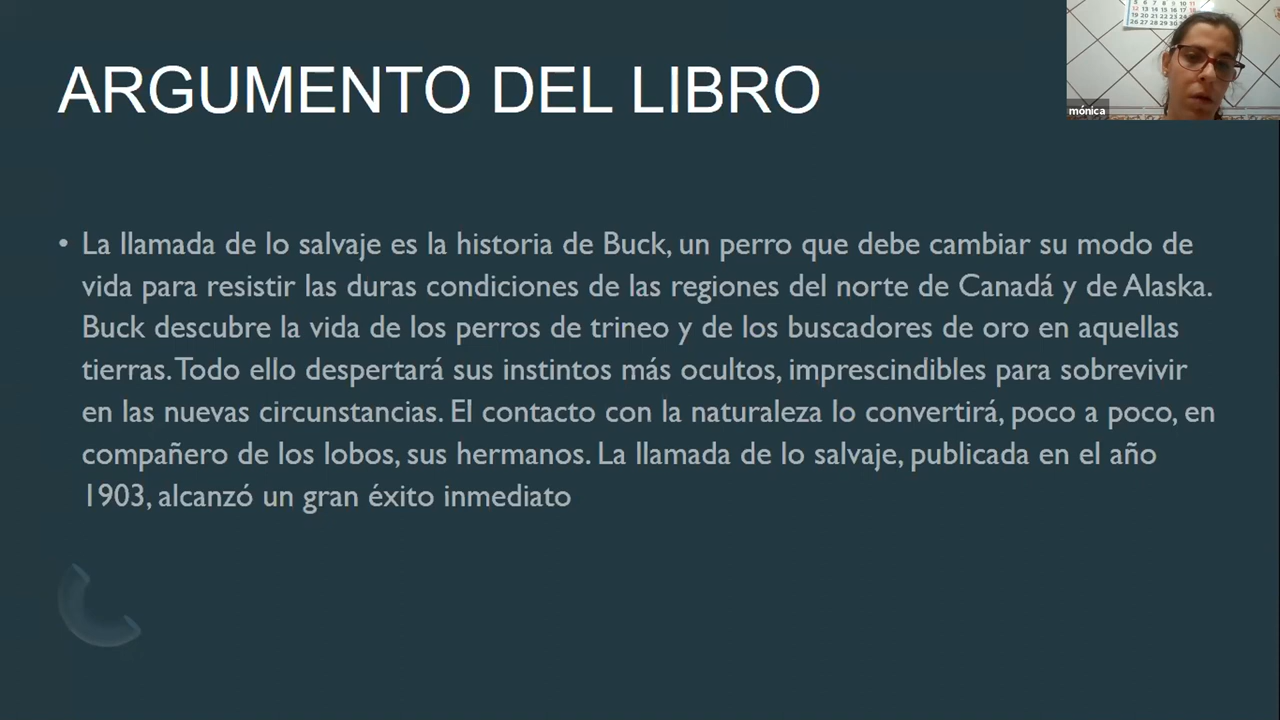 ARGUMENTO DEL LIBRO
mónica
• La llamada de lo salvaje es la historia de Buck, un perro que debe cambiar su modo de
vida para resistir las duras condiciones de las regiones del norte de Canadá y de Alaska.
Buck descubre la vida de los perros de trineo y de los buscadores de oro en aquellas
tierras. Todo ello despertará sus instintos más ocultos, imprescindibles para sobrevivir
en las nuevas circunstancias. El contacto con la naturaleza lo convertirá, poco a poco, en
compañero de los lobos, sus hermanos. La llamada de lo salvaje, publicada en el año
1903, alcanzó un gran éxito inmediato